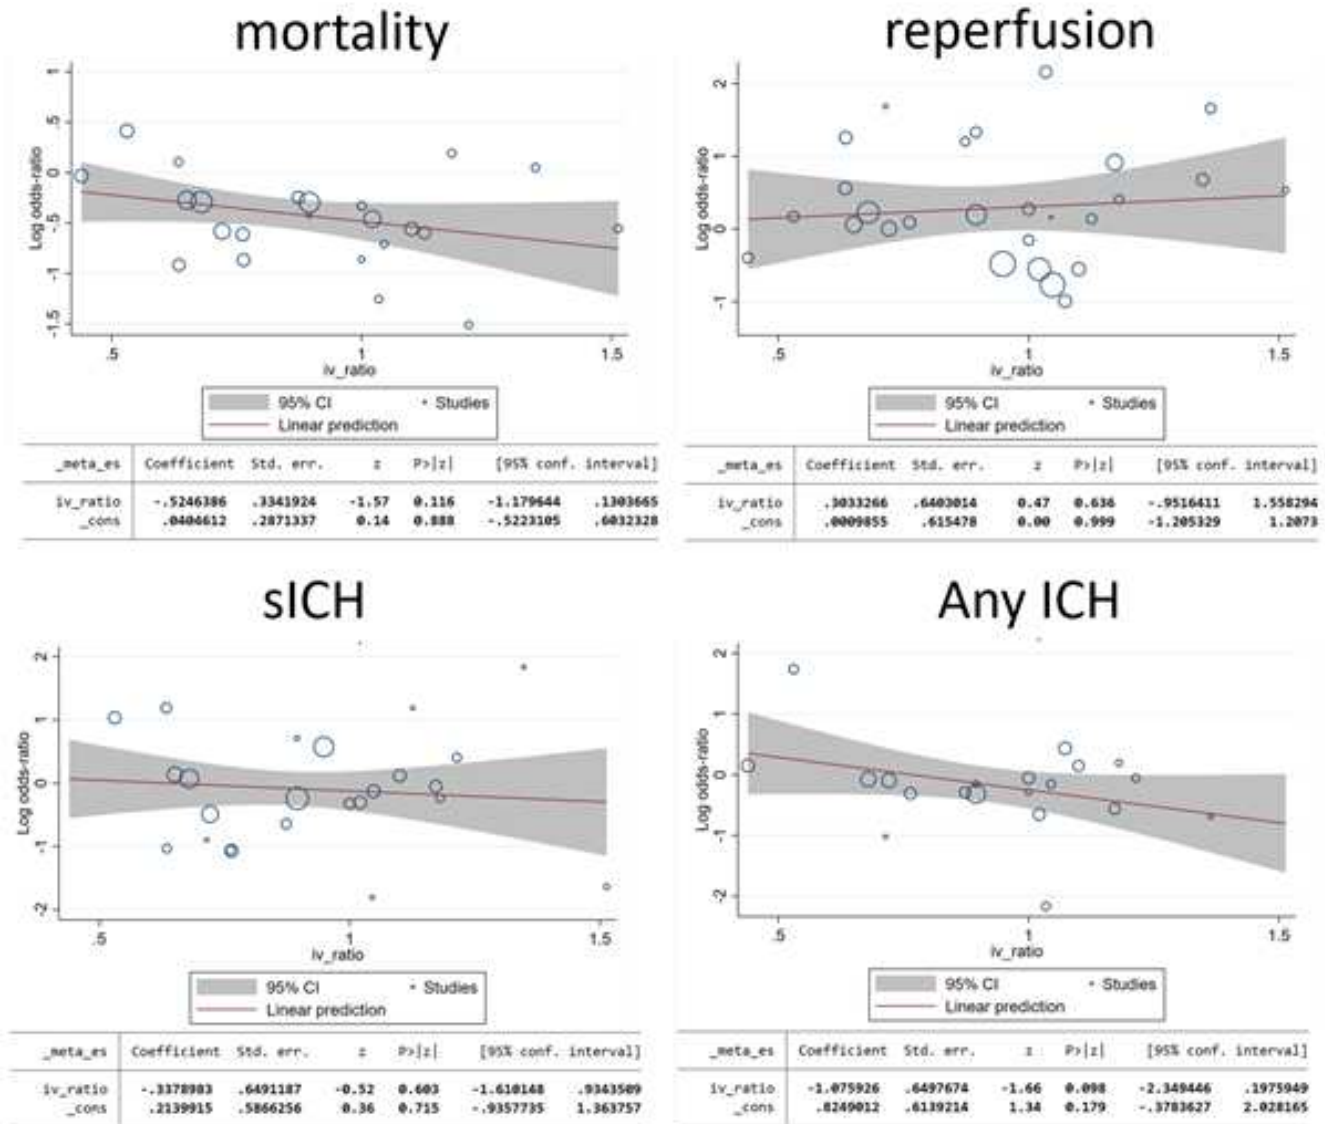 mortality
1
.5
0
-.5
-1
-1.5
Log odds-ratio
.5
1
1.5
iv_ratio
95% CI
Studies
Linear prediction
_meta_es Coefficient Std. err. z P>|z| [95% conf. interval]
iv_ratio -.5246386 .3341924 -1.57 0.116 -1.179644 .1303665
_cons .0406612 .2871337 0.14 0.888 -.5223105 .6032328
reperfusion
2
1
0
-1
Log odds-ratio
.5
1
1.5
iv_ratio
95% CI
Studies
Linear prediction
_meta_es Coefficient Std. err. z P>|z| [95% conf. interval]
iv_ratio .3033266 .6403014 0.47 0.636 -.9516411 1.558294
_cons .0009855 .615478 0.00 0.999 -1.205329 1.2073
sICH
2
1
0
-1
-2
Log odds-ratio
.5
1
1.5
iv_ratio
95% CI
Studies
Linear prediction
_meta_es Coefficient Std. err. z P>|z| [95% conf. interval]
iv_ratio -.3378983 .6491187 -0.52 0.603 -1.610148 .9343509
_cons .2139915 .5866256 0.36 0.715 -.9357735 1.363757
Any ICH
2
1
0
-1
-2
Log odds-ratio
.5
1
1.5
iv_ratio
95% CI
Studies
Linear prediction
_meta_es Coefficient Std. err. z P>|z| [95% conf. interval]
iv_ratio -1.075926 .6497674 -1.66 0.098 -2.349446 .1975949
_cons .8249012 .6139214 1.34 0.179 -.3783627 2.028165